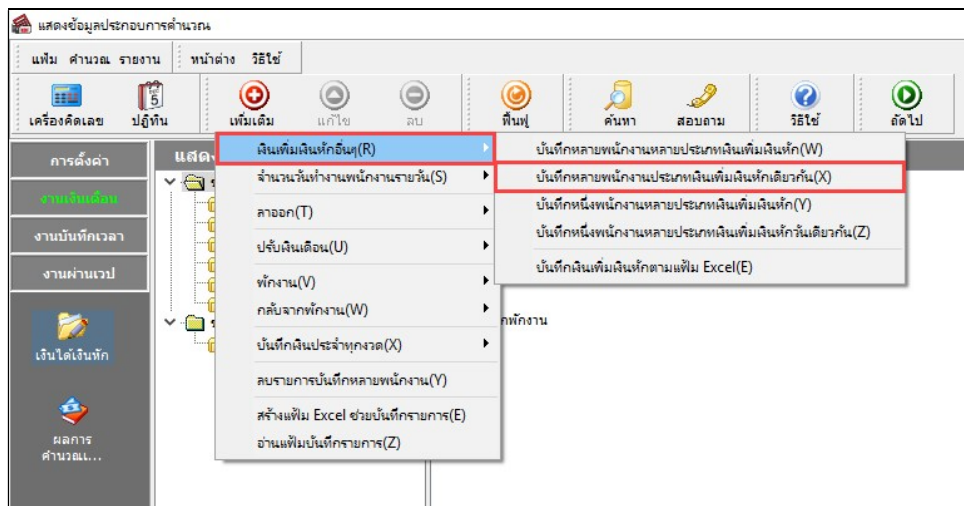 แสดงข้อมูลประกอบการคำนวณ
แฟ้ม คำนวณ รายงาน หน้าต่าง วิธีใช้
เครื่องคิดเลข ปฏิทิน เพิ่มเติม แก้ไข ลบ ฟื้นฟู ค้นหา สอบถาม วิธีใช้ ถัดไป
การตั้งค่า
งานเงินเดือน
งานบันทึกเวลา
งานผ่านเวป
เงินได้เงินหัก
ผลการ
คำนวณ...
แสดง
เงินเพิ่มเงินหักอื่นๆ(R)
จำนวนวันทำงานพนักงานรายวัน(S)
ลาออก(T)
ปรับเงินเดือน(U)
พักงาน(V)
กลับจากพักงาน(W)
บันทึกเงินประจำทุกงวด(X)
ลบรายการบันทึกหลายพนักงาน(Y)
สร้างแฟ้ม Excel ช่วยบันทึกรายการ(E)
อ่านแฟ้มบันทึกรายการ(Z)
บันทึกหลายพนักงานหลายประเภทเงินเพิ่มเงินหัก(W)
บันทึกหลายพนักงานประเภทเงินเพิ่มเงินหักเดียวกัน(X)
บันทึกหนึ่งพนักงานหลายประเภทเงินเพิ่มเงินหัก(Y)
บันทึกหนึ่งพนักงานหลายประเภทเงินเพิ่มเงินหักวันเดียวกัน(Z)
บันทึกเงินเพิ่มเงินหักตามแฟ้ม Excel(E)
กพักงาน